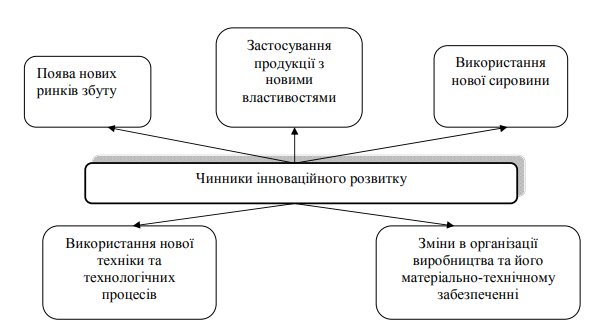 Поява нових
ринків збуту
Застосування
продукції з
новими
властивостями
Використання
нової сировини
Чинники інноваційного розвитку
Використання нової
техніки та
технологічних
процесів
Зміни в організації
виробництва та його
матеріально-технічному
забезпеченні